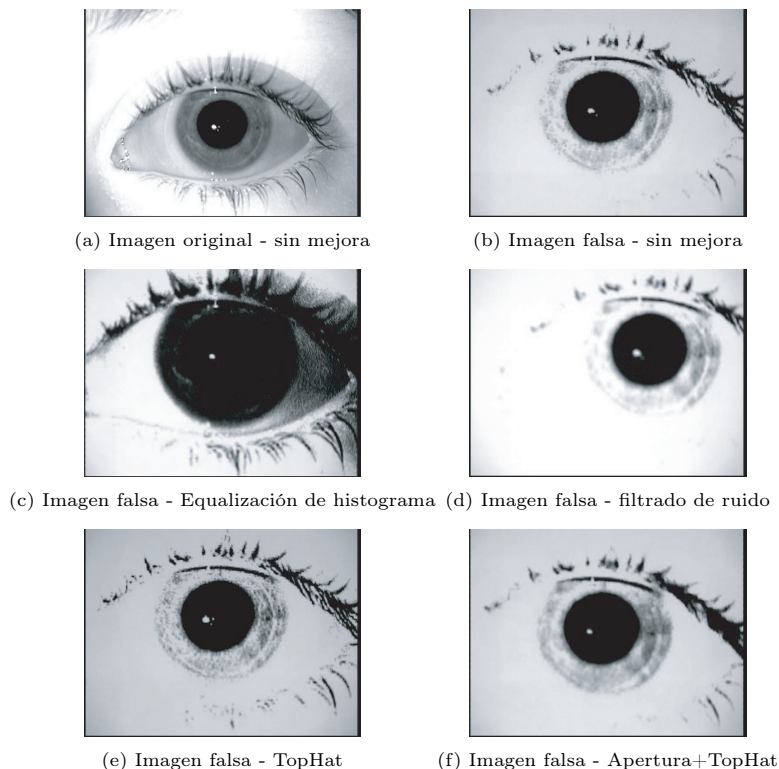 (a) Imagen original - sin mejora
(b) Imagen falsa - sin mejora
(c) Imagen falsa - Equalización de histograma
(d) Imagen falsa - filtrado de ruido
(e) Imagen falsa - TopHat
(f) Imagen falsa - Apertura+TopHat